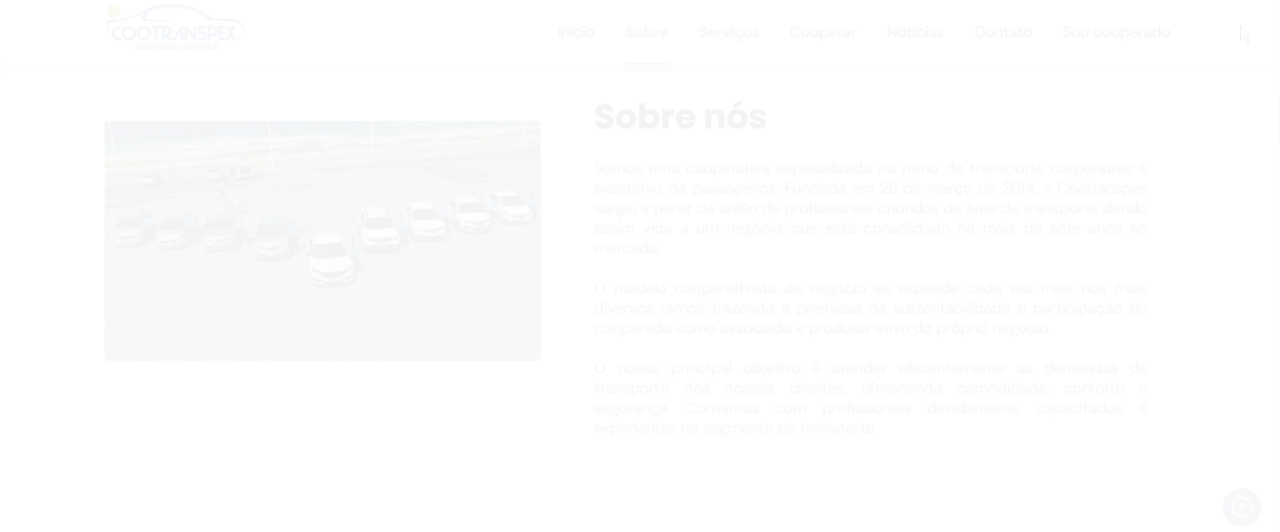 COOTRANSPEX
Início Sobre Serviços Cooperar Notícias Contato Sou cooperado
Sobre nós
Somos uma cooperativa especializada no ramo de transporte corporativo e
executivo de passageiros. Fundada em 28 de março de 2014, a Cootranspex
surgiu a partir da união de profissionais oriundos da área de transporte dando
assim vida a um negócio que está consolidado há mais de sete anos no
mercado.
O modelo cooperativista de negócio se expande cada vez mais aos mais
diversos ramos trazendo a premissa de sustentabilidade e participação do
cooperado como associado e produtor ativo do próprio negócio.
O nosso principal objetivo é atender eficientemente as demandas de
transporte dos nossos clientes, oferecendo comodidade, conforto e
segurança. Contamos com profissionais devidamente capacitados e
experientes no segmento de transporte.